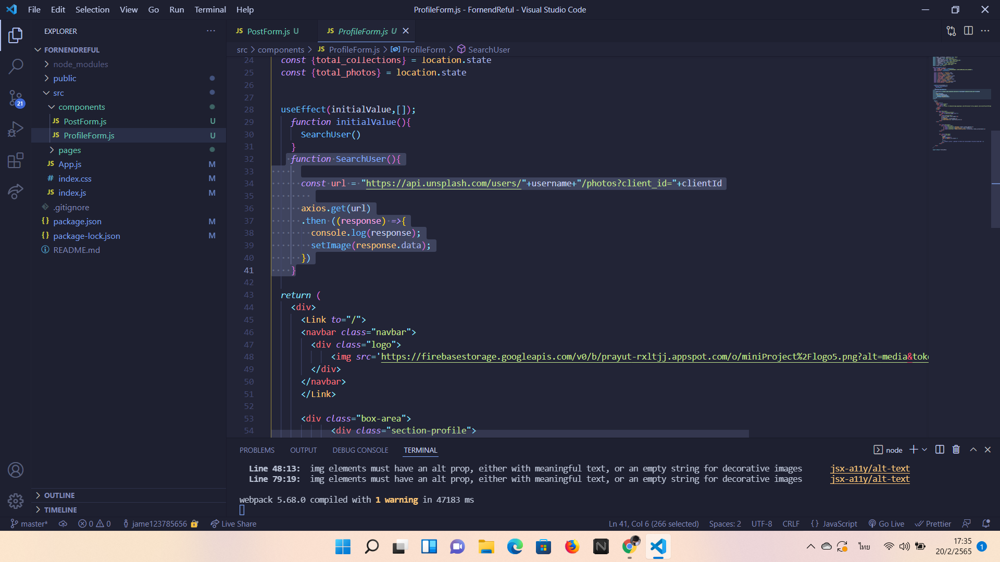 File Edit Selection View Go Run Terminal Help
ProfileForm.js - FornendReful - Visual Studio Code
EXPLORER
JS PostForm.js U
JS ProfileForm.js U
FORNENDREFUL
src > components > JS ProfileForm.js > ProfileForm > SearchUser
node_modules
public
src
components
JS PostForm.js U
JS ProfileForm.js U
pages
JS App.js M
# index.css M
JS index.js M
.gitignore
{} package.json M
{} package-lock.json M
README.md
21
OUTLINE
TIMELINE
24 const {total_collections} = location.state
25 const {total_photos} = location.state
26
27
28 useEffect(initialValue,[]);
29 function initialValue(){
30 SearchUser()
31 }
32 function SearchUser(){
33
34 const url = "https://api.unsplash.com/users/"+username+"/photos?client_id="+clientId
35
36 axios.get(url)
37 .then ((response) =>{
38 console.log(response);
39 setImage(response.data);
40 })
41 }
42
43 return (
44 <div>
45 <Link to="/">
46 <navbar class="navbar">
47 <div class="logo">
48 <img src='https://firebasestorage.googleapis.com/v0/b/prayut-rxltjj.appspot.com/o/miniProject%2Flogo5.png?alt=media&toke
49 </div>
50 </navbar>
51 </Link>
52
53 <div class="box-area">
54 <div class="section-profile">
PROBLEMS OUTPUT DEBUG CONSOLE TERMINAL
node
Line 48:13: img elements must have an alt prop, either with meaningful text, or an empty string for decorative images jsx-a11y/alt-text
Line 79:19: img elements must have an alt prop, either with meaningful text, or an empty string for decorative images jsx-a11y/alt-text
webpack 5.68.0 compiled with 1 warning in 47183 ms
master* 0 0 jame123785656 Live Share
Ln 41, Col 6 (266 selected) Spaces: 2 UTF-8 CRLF {} JavaScript Go Live Prettier
ไทย
17:35
20/2/2565
1